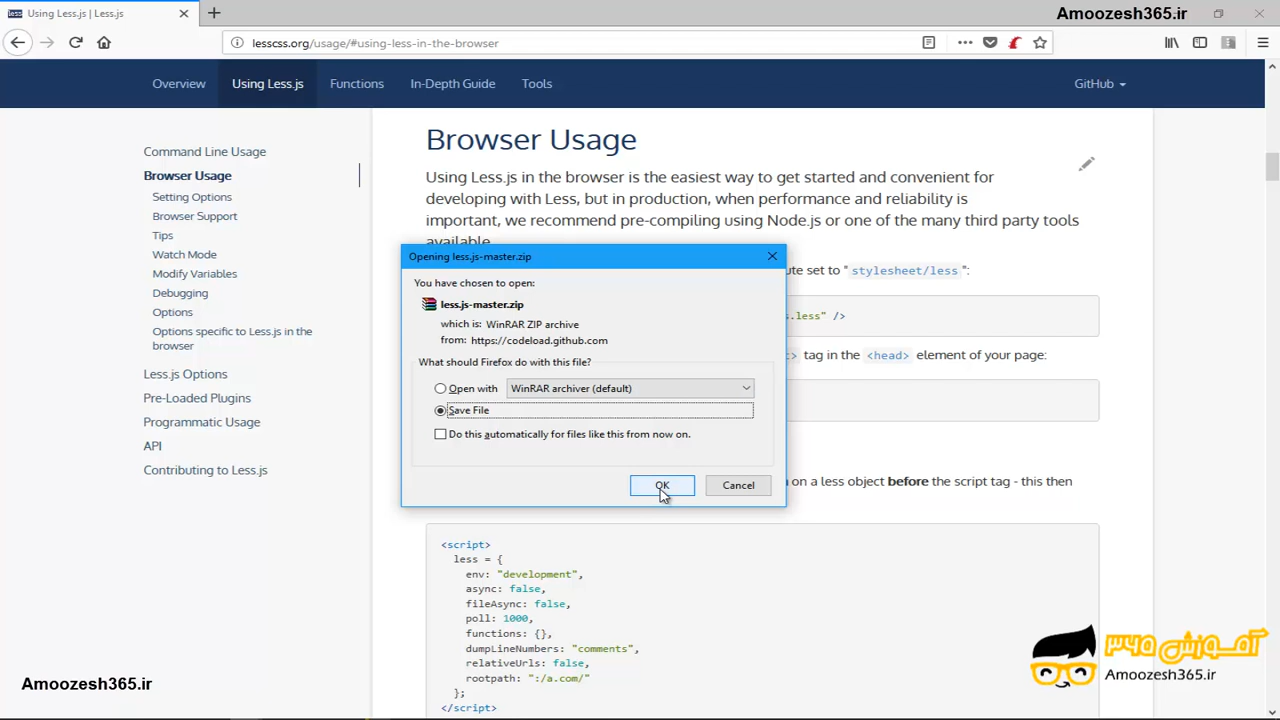 Using Less.js | Less.js
Amoozesh365.ir
lesscss.org/usage/#using-less-in-the-browser
Overview
Using Less.js
Functions
In-Depth Guide
Tools
GitHub
Command Line Usage
Browser Usage
Setting Options
Browser Support
Tips
Watch Mode
Modify Variables
Debugging
Options
Options specific to Less.js in the
browser
Less.js Options
Pre-Loaded Plugins
Programmatic Usage
API
Contributing to Less.js
Browser Usage
Using Less.js in the browser is the easiest way to get started and convenient for
developing with Less, but in production, when performance and reliability is
important, we recommend pre-compiling using Node.js or one of the many third party tools
available.
ute set to "stylesheet/less":
s.less" />
> tag in the <head> element of your page:
on a less object before the script tag - this then
Opening less.js-master.zip
You have chosen to open:
less.js-master.zip
which is: WinRAR ZIP archive
from: https://codeload.github.com
What should Firefox do with this file?
Open with WinRAR archiver (default)
Save File
Do this automatically for files like this from now on.
OK
Cancel
<script>
less = {
env: "development",
async: false,
fileAsync: false,
poll: 1000,
functions: {},
dumpLineNumbers: "comments",
relativeUrls: false,
rootpath: ":/a.com/"
};
</script>
Amoozesh365.ir
آموزش ۳۶۵
Amoozesh365.ir